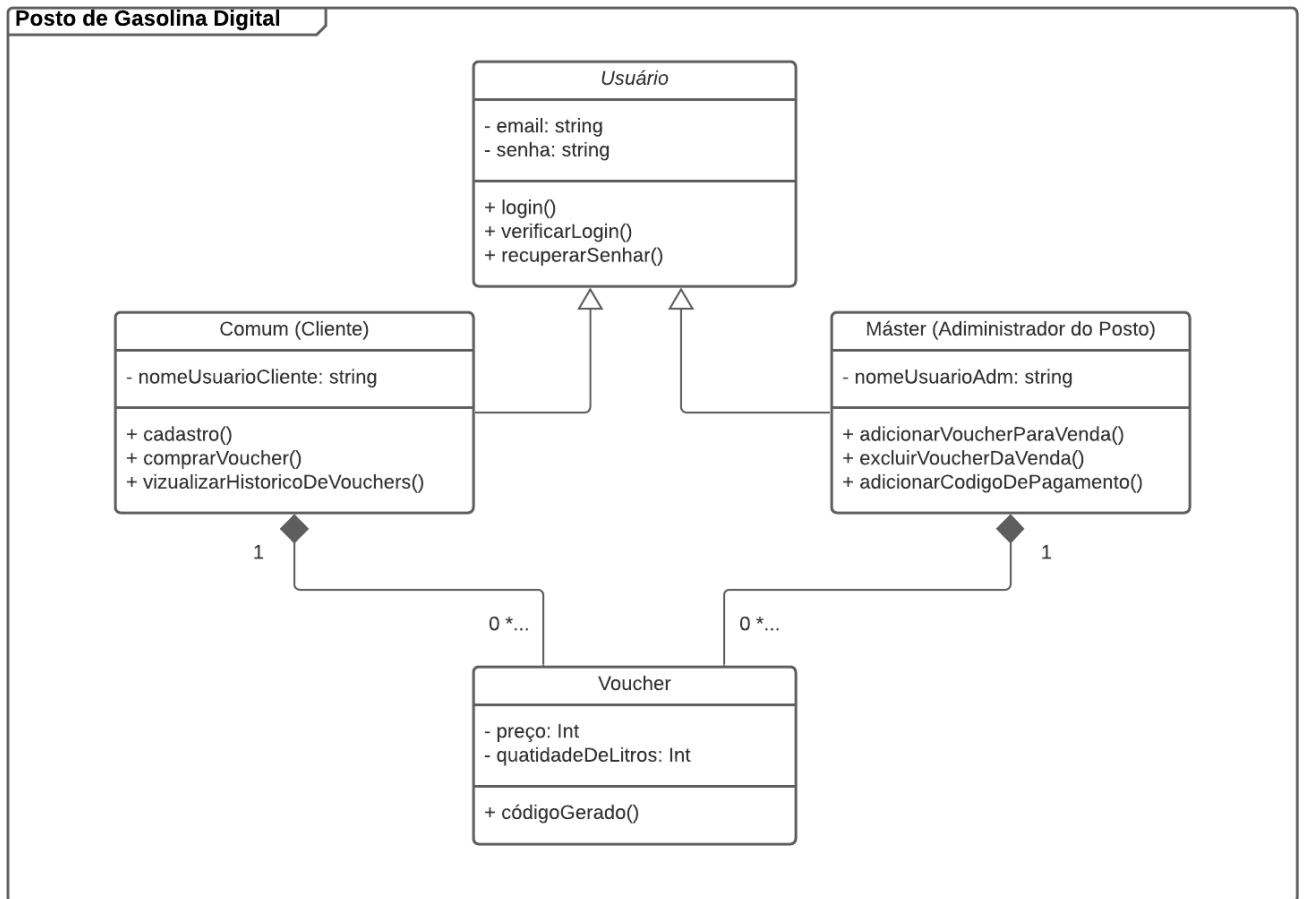 Posto de Gasolina Digital
Usuário
- email: string
- senha: string
+ login()
+ verificarLogin()
+ recuperarSenhar()
Comum (Cliente)
- nomeUsuarioCliente: string
+ cadastro()
+ comprarVoucher()
+ vizualizarHistoricoDeVouchers()
Máster (Adiministrador do Posto)
- nomeUsuarioAdm: string
+ adicionarVoucherParaVenda()
+ excluirVoucherDaVenda()
+ adicionarCodigoDePagamento()
1
1
0 *...
0 *...
Voucher
- preço: Int
- quatidadeDeLitros: Int
+ códigoGerado()